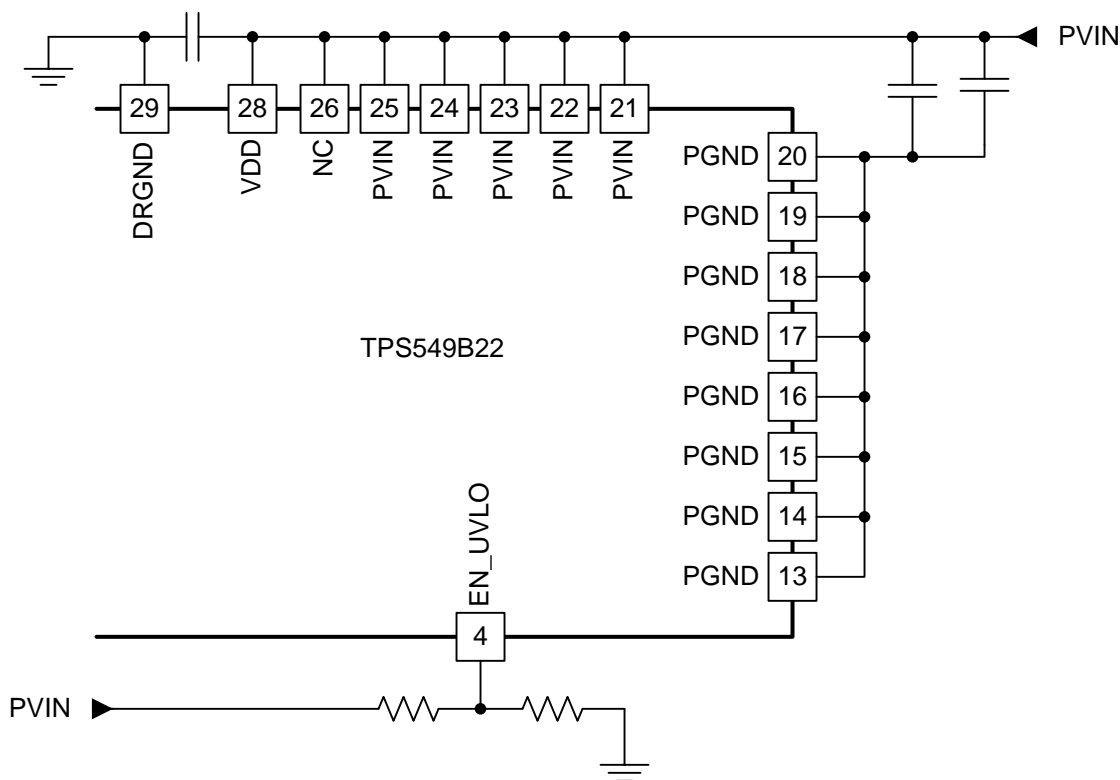 PVIN
29
28
26
25
24
23
22
21
DRGND
VDD
NC
PVIN
PVIN
PVIN
PVIN
PVIN
PGND 20
PGND 19
PGND 18
PGND 17
TPS549B22
PGND 16
PGND 15
PGND 14
PGND 13
EN_UVLO
4
PVIN